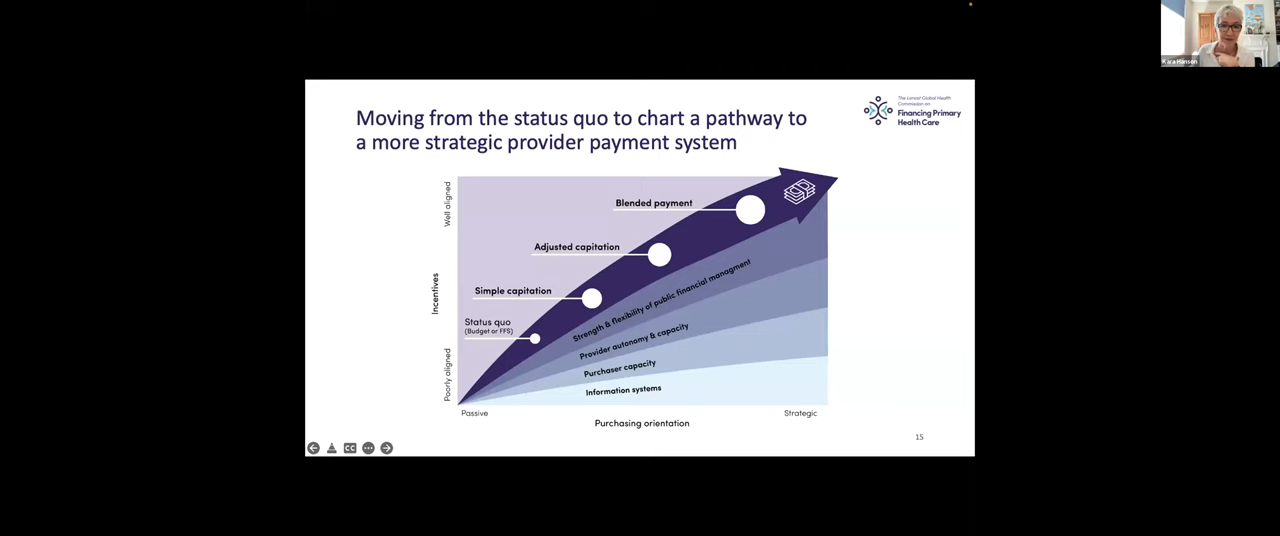 Kara Hanson
The Lancet Global Health
Commission on
Financing Primary
Health Care
Moving from the status quo to chart a pathway to
a more strategic provider payment system
Well aligned
Incentives
Poorly aligned
Blended payment
Adjusted capitation
Simple capitation
Status quo
(Budget or FFS)
Strength & flexibility of public financial managment
Provider autonomy & capacity
Purchaser capacity
Information systems
Passive
Strategic
Purchasing orientation
15
CC